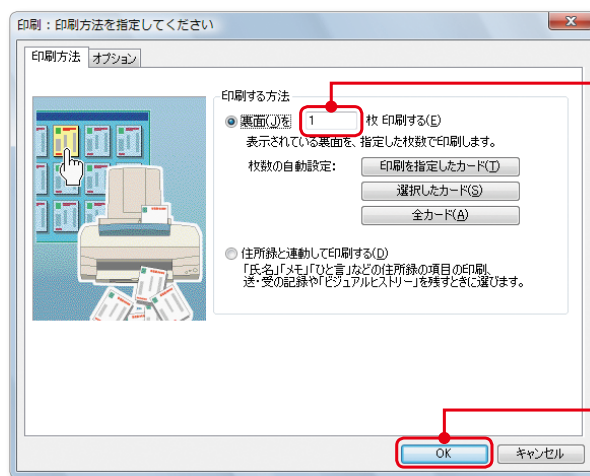 印刷：印刷方法を指定してください
印刷方法 オプション
印刷する方法
裏面(J)を 1 枚 印刷する(E)
表示されている裏面を、指定した枚数で印刷します。
枚数の自動設定： 印刷を指定したカード(T)
選択したカード(S)
全カード(A)
住所録と連動して印刷する(D)
「氏名」「メモ」「ひと言」などの住所録の項目の印刷、
送・受の記録や「ビジュアルヒストリー」を残すときに選びます。
OK キャンセル